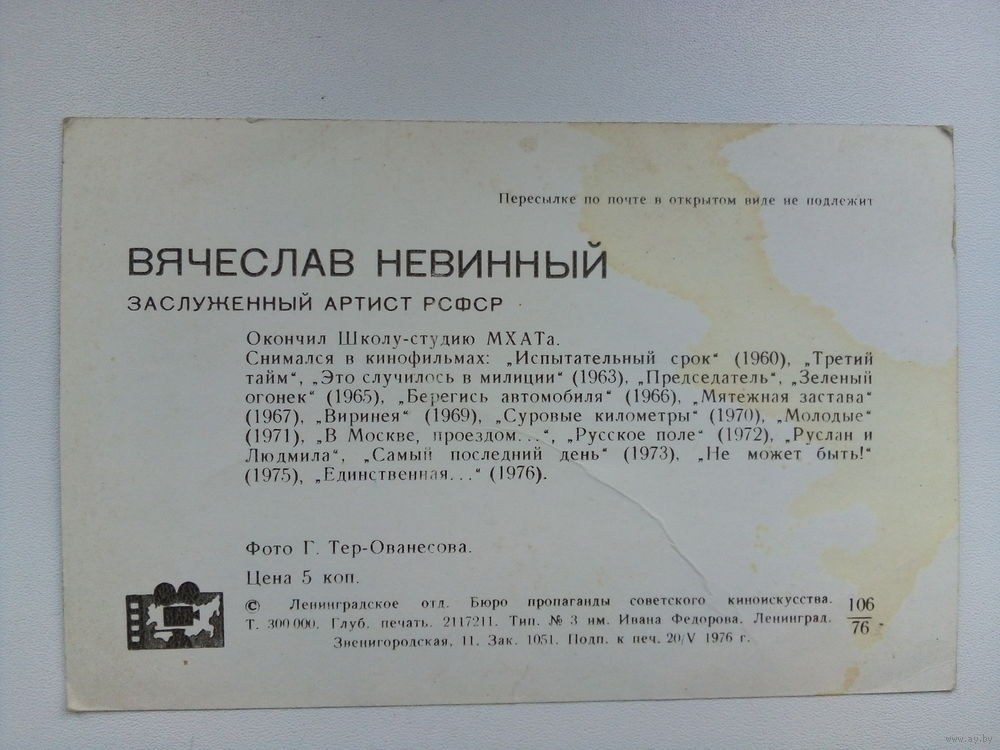 Пересылке по почте в открытом виде не подлежит
ВЯЧЕСЛАВ НЕВИННЫЙ
ЗАСЛУЖЕННЫЙ АРТИСТ РСФСР
Окончил Школу-студию МХАТа.
Снимался в кинофильмах: „Испытательный срок“ (1960), „Третий
тайм“, „Это случилось в милиции“ (1963), „Председатель“, „Зеленый
огонек“ (1965), „Берегись автомобиля“ (1966), „Мятежная застава“
(1967), „Виринея“ (1969), „Суровые километры“ (1970), „Молодые“
(1971), „В Москве, проездом...“, „Русское поле“ (1972), „Руслан и
Людмила“, „Самый последний день“ (1973), „Не может быть!“
(1975), „Единственная...“ (1976).
Фото Г. Тер-Ованесова.
Цена 5 коп.
© Ленинградское отд. Бюро пропаганды советского киноискусства.
Т. 300000. Глуб. печать. 2117211. Тип. № 3 им. Ивана Федорова. Ленинград.
Звенигородская, 11. Зак. 1051. Подп. к печ. 20/V 1976 г.
106
76
www.ay.by